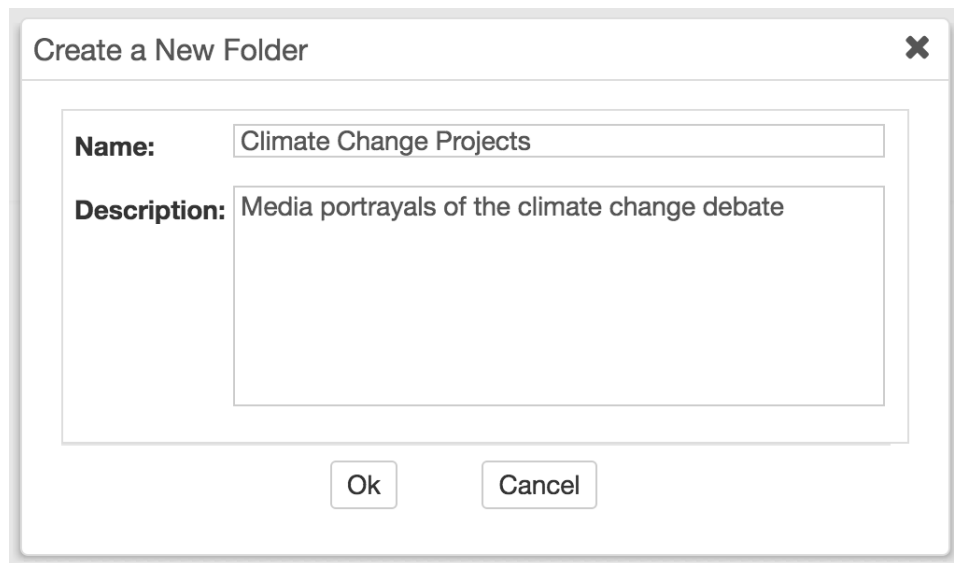 Create a New Folder
Name: Climate Change Projects
Description: Media portrayals of the climate change debate
Ok Cancel